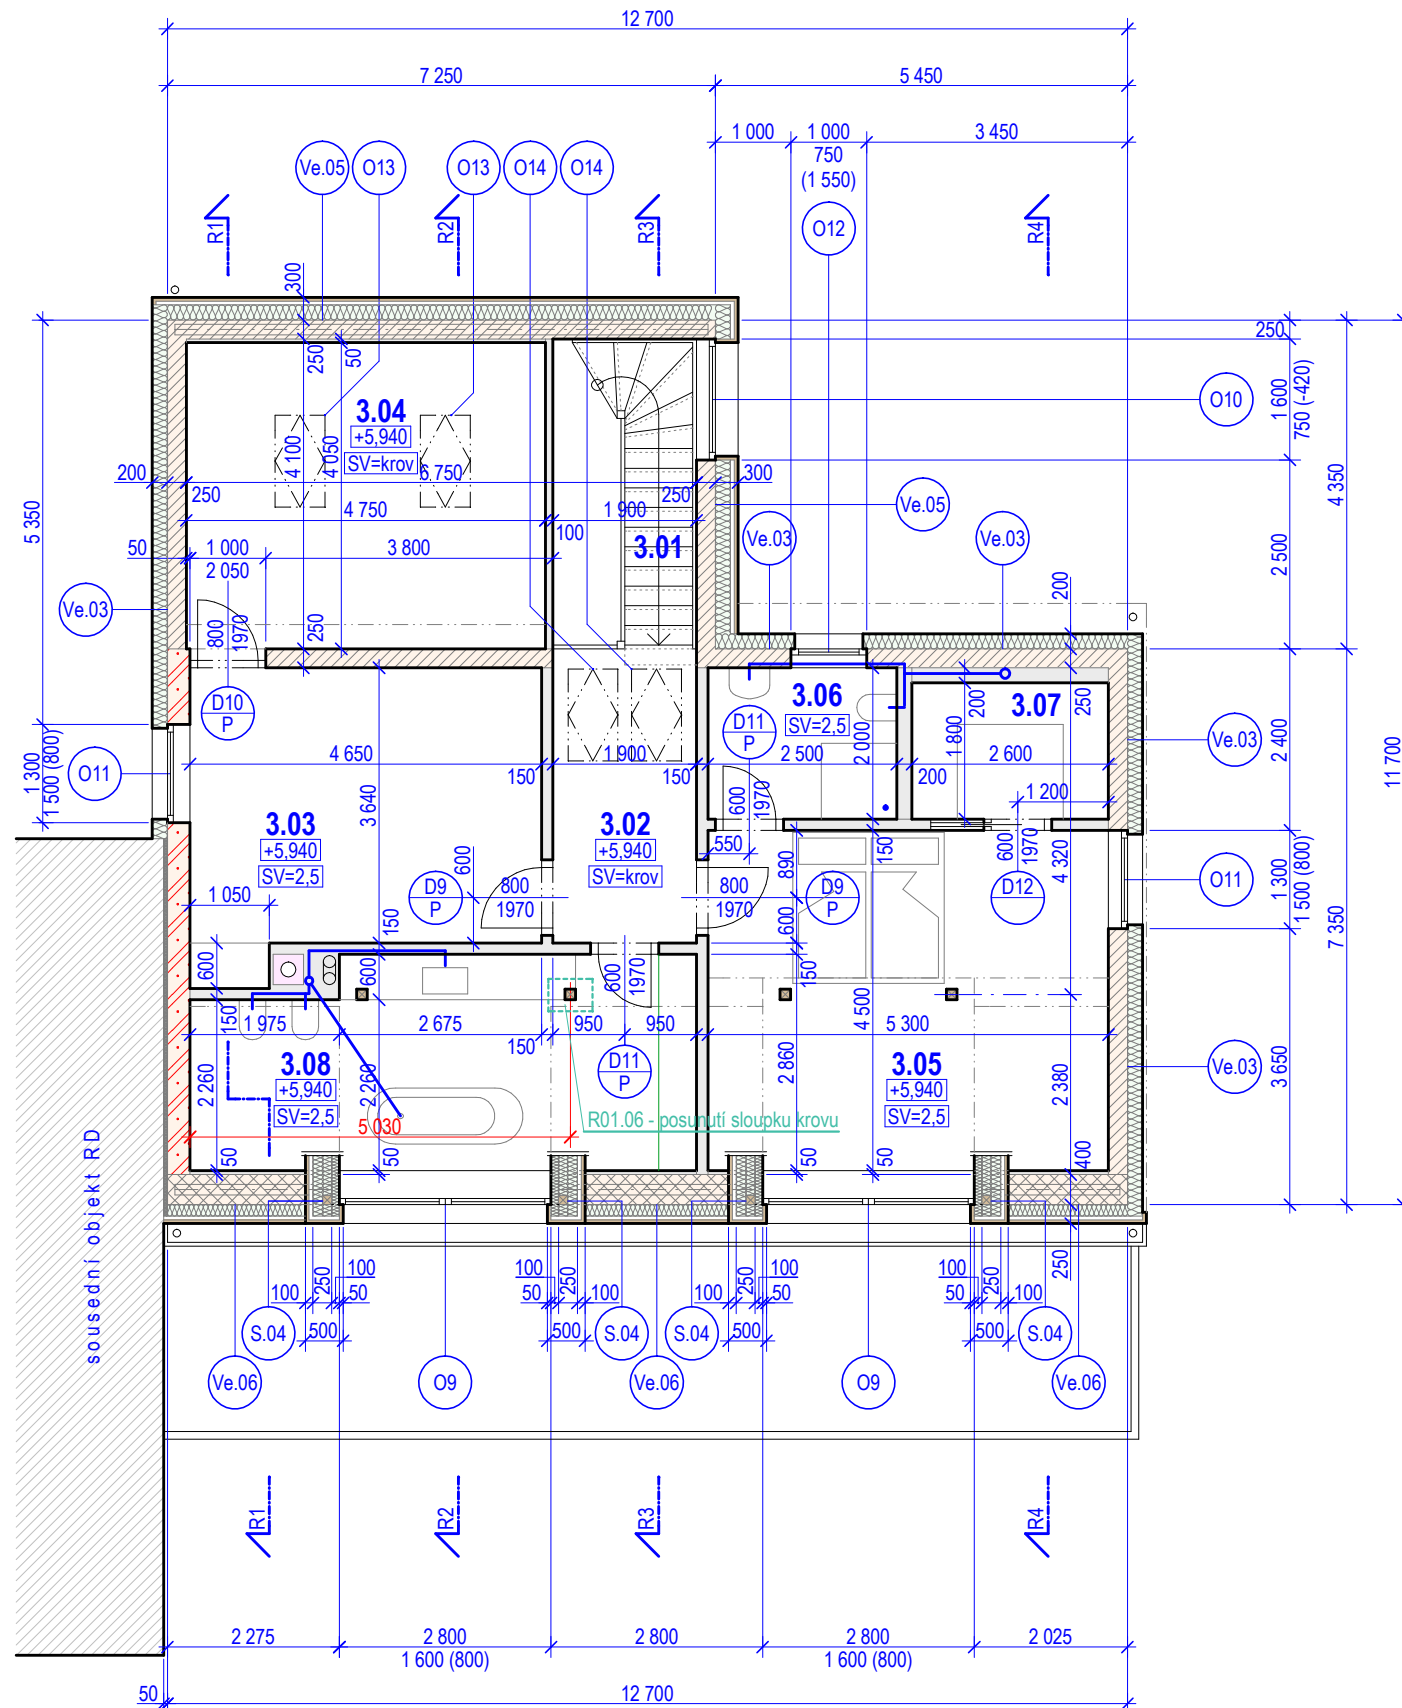 12 700
7 250
5 450
1 000
1 000
3 450
750
(1 550)
Ve.05
O13
O13
O14
O14
O12
R1
R2
R3
R4
300
250
50
250
1 600
750 (-420)
O10
3.04
+5,940
SV=krov
4 100
4 050
200
250
6 750
250
300
Ve.05
4 350
5 350
4 750
1 900
100
3.01
Ve.03
Ve.03
2 500
11 700
50
1 000
3 800
2 050
Ve.03
800
1970
250
200
D10
P
3.06
SV=2,5
3.07
200
250
D11
P
1 800
2 000
Ve.03
2 400
O11
1 300
1 500 (800)
4 650
150
1 900
150
2 500
200
2 600
1 200
3 640
600
1970
3.03
+5,940
SV=2,5
3.02
+5,940
SV=krov
600
550
890
150
600
1970
4 320
O11
1 300
1 500 (800)
7 350
1 050
D9
P
800
1970
800
1970
D9
P
D12
150
600
600
600
600
1970
150
150
1 975
2 675
150
950
950
4 500
5 300
3.08
+5,940
SV=2,5
2 260
2 260
D11
P
2 860
3.05
+5,940
SV=2,5
2 380
Ve.03
3 650
5 030
R01.06 - posunutí sloupku krovu
50
50
50
50
400
sousední objekt RD
100
250
100
50
500
100
50
250
100
500
100
250
100
50
500
100
50
250
100
500
250
S.04
S.04
S.04
S.04
Ve.06
O9
Ve.06
O9
Ve.06
R1
R2
R3
R4
2 275
2 800
2 800
2 800
2 025
1 600 (800)
1 600 (800)
50
12 700